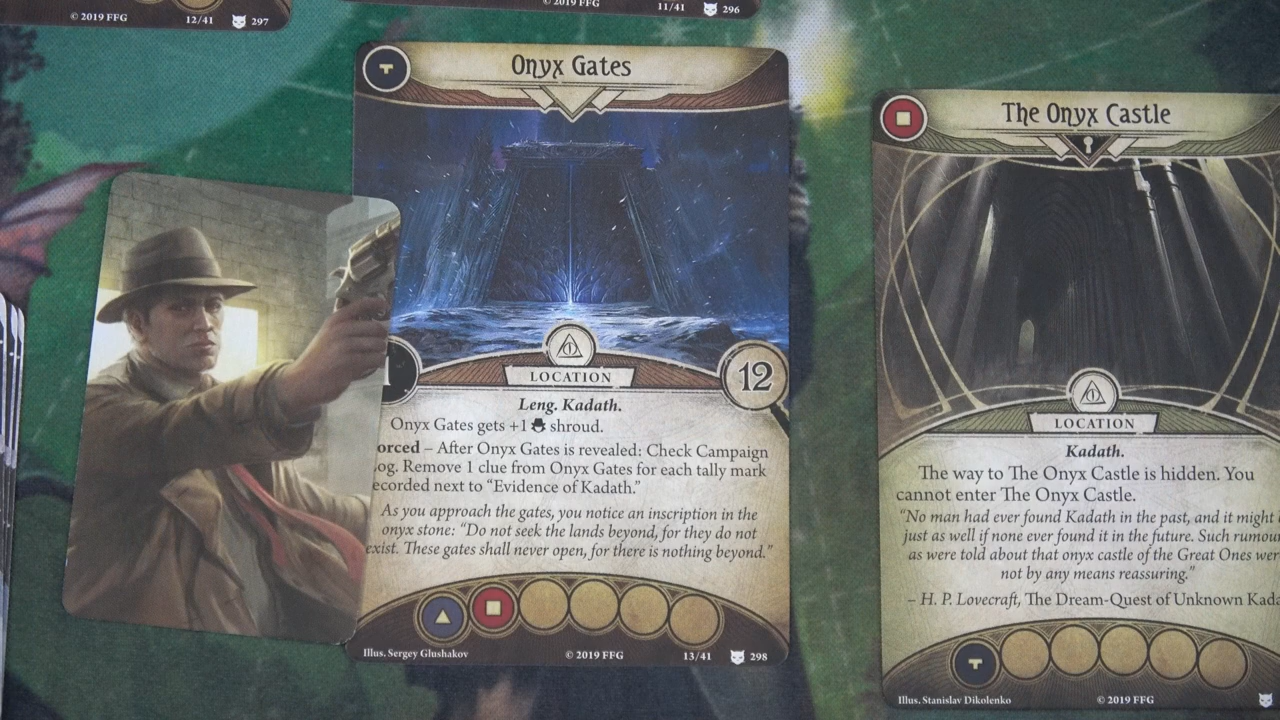 © 2019 FFG 12/41 297
© 2019 FFG 11/41 296
Onyx Gates
12
LOCATION
Leng. Kadath.
Onyx Gates gets +1 shroud.
orced – After Onyx Gates is revealed: Check Campaign
og. Remove 1 clue from Onyx Gates for each tally mark
ecorded next to “Evidence of Kadath.”
As you approach the gates, you notice an inscription in the
onyx stone: “Do not seek the lands beyond, for they do not
exist. These gates shall never open, for there is nothing beyond.”
Illus. Sergey Glushakov © 2019 FFG 13/41 298
The Onyx Castle
LOCATION
Kadath.
The way to The Onyx Castle is hidden. You
cannot enter The Onyx Castle.
“No man had ever found Kadath in the past, and it might
just as well if none ever found it in the future. Such rumou
as were told about that onyx castle of the Great Ones wer
not by any means reassuring.”
– H. P. Lovecraft, The Dream-Quest of Unknown Kada
Illus. Stanislav Dikolenko © 2019 FFG